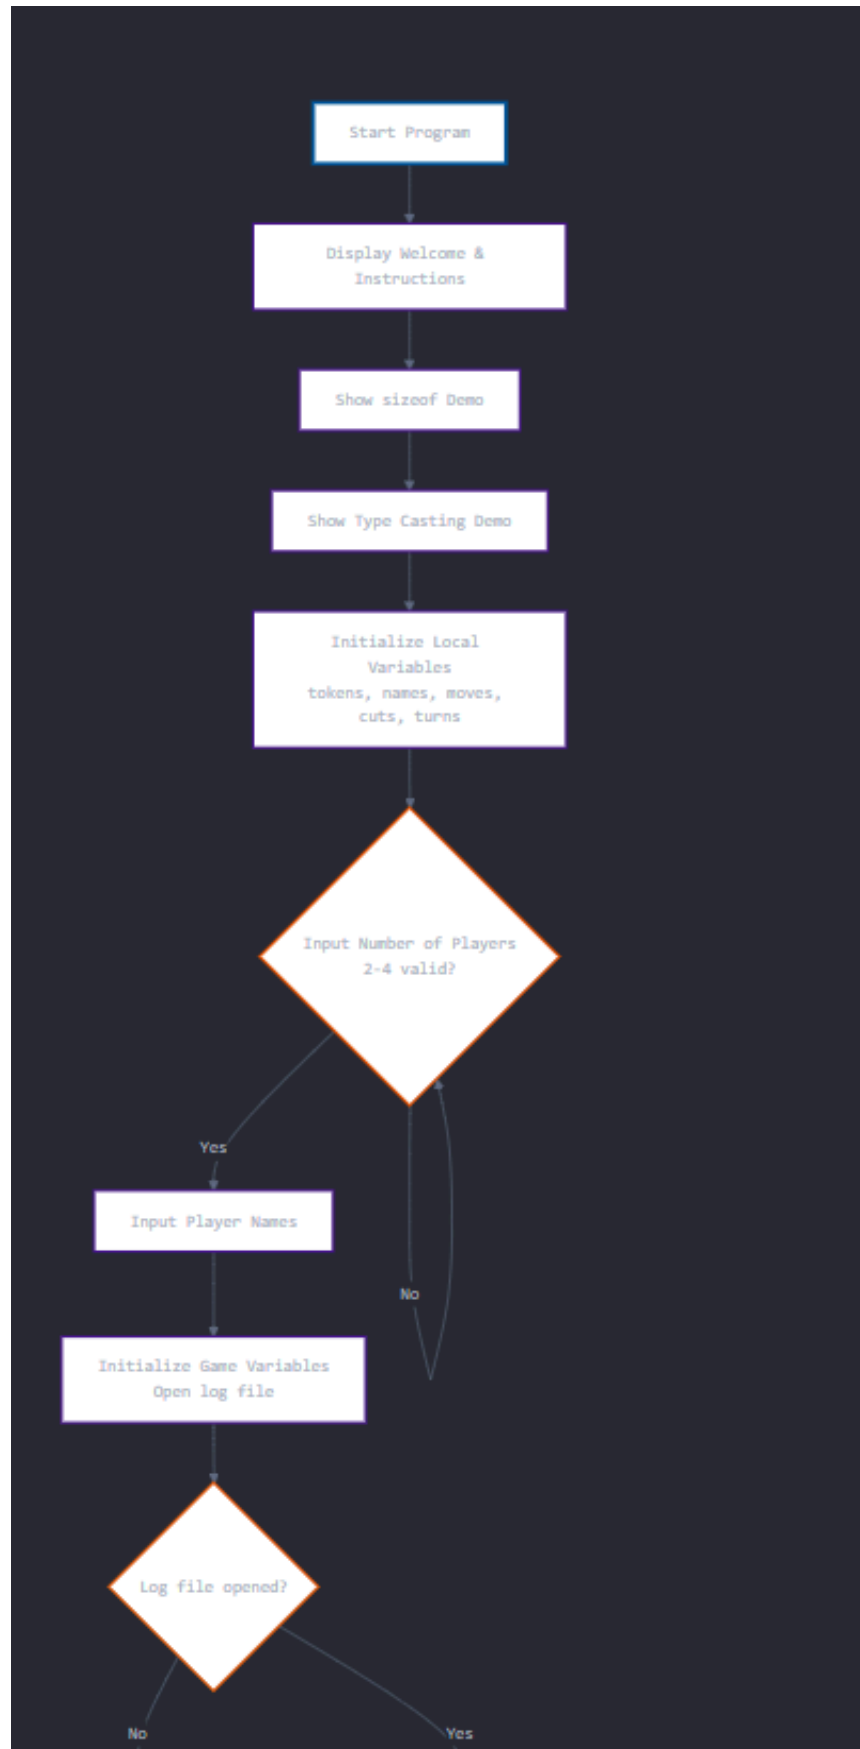 Start Program
Display Welcome &
Instructions
Show sizeof Demo
Show Type Casting Demo
Initialize Local
Variables
tokens, names, moves,
cuts, turns
Input Number of Players
2-4 valid?
Yes
Input Player Names
No
Initialize Game Variables
Open log file
Log file opened?
No
Yes